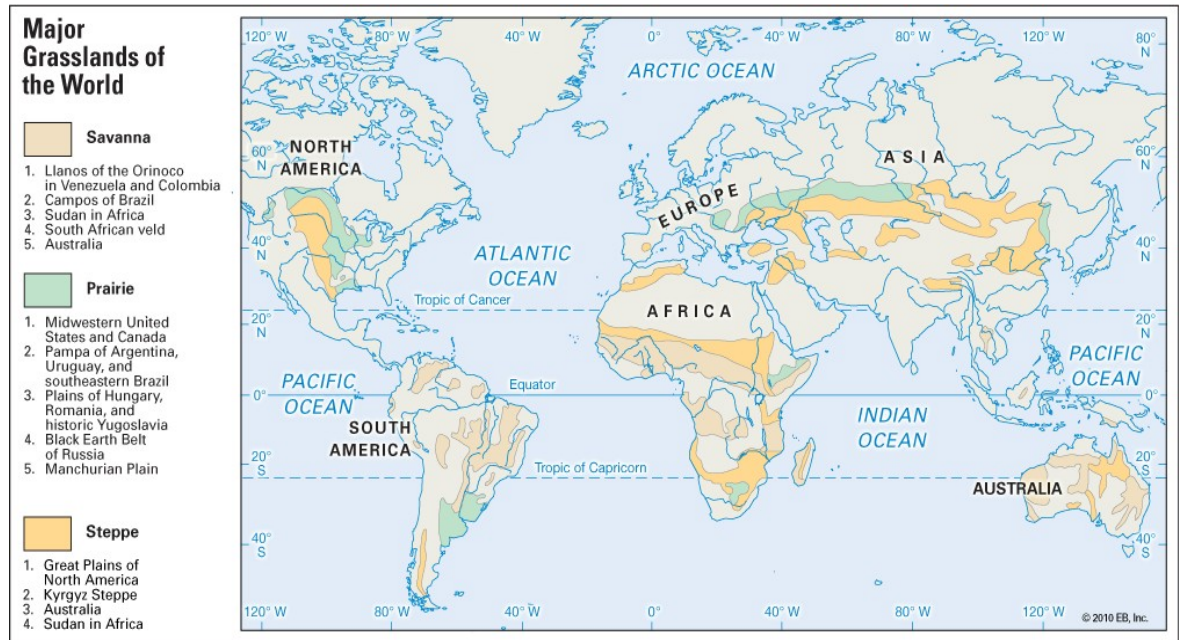 Major
Grasslands of
the World
Savanna
1. Llanos of the Orinoco
in Venezuela and Colombia
2. Campos of Brazil
3. Sudan in Africa
4. South African veld
5. Australia
Prairie
1. Midwestern United
States and Canada
2. Pampa of Argentina,
Uruguay, and
southeastern Brazil
3. Plains of Hungary,
Romania, and
historic Yugoslavia
4. Black Earth Belt
of Russia
5. Manchurian Plain
Steppe
1. Great Plains of
North America
2. Kyrgyz Steppe
3. Australia
4. Sudan in Africa
120° W 80° W 40° W 0° 40° W 80° W 120° W 80°
N
ARCTIC OCEAN
NORTH
AMERICA
60°
N
ASIA
60°
N
EUROPE
40°
N
ATLANTIC
OCEAN
40°
N
Tropic of Cancer
AFRICA
20°
N
20°
N
PACIFIC
OCEAN
PACIFIC
OCEAN
0°
Equator
0°
INDIAN
OCEAN
SOUTH
AMERICA
20°
S
Tropic of Capricorn
20°
S
AUSTRALIA
40°
S
40°
S
120° W 80° W 40° W 0° 40° W 80° W 120° W
© 2010 EB, Inc.